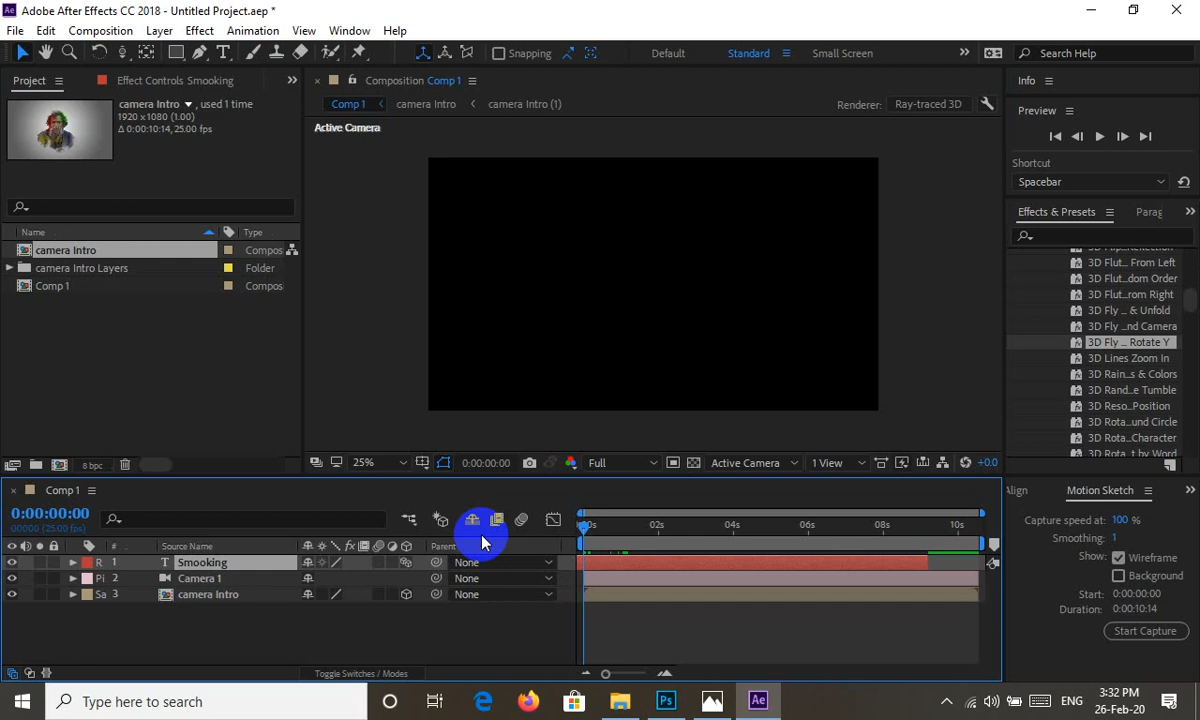 Adobe After Effects CC 2018 - Untitled Project.aep *
File Edit Composition Layer Effect Animation View Window Help
Snapping Default Standard Small Screen Search Help
Project Effect Controls Smooking
Composition Comp 1
Info
camera Intro , used 1 time
1920 x 1080 (1.00)
Δ 0:00:10:14, 25.00 fps
Comp 1 camera Intro camera Intro (1)
Renderer: Ray-traced 3D
Active Camera
Preview
Shortcut
Spacebar
Effects & Presets Parag
Name Type
camera Intro Compos
camera Intro Layers Folder
Comp 1 Compos
3D Flut... From Left
3D Flut...dom Order
3D Flut...rom Right
3D Fly ... & Unfold
3D Fly ...nd Camera
3D Fly ... Rotate Y
3D Lines Zoom In
3D Rain...s & Colors
3D Rand...e Tumble
3D Reso...Position
3D Rota...und Circle
3D Rota...Character
3D Rota...t by Word
8 bpc
25% 0:00:00:00 Full Active Camera 1 View +0.0
Comp 1
0:00:00:00
00000 (25.00 fps)
02s 04s 06s 08s 10s
# Source Name Parent
R 1 T Smooking None
Pi 2 Camera 1 None
Sa 3 camera Intro None
Toggle Switches / Modes
Align Motion Sketch
Capture speed at: 100 %
Smoothing: 1
Show: Wireframe
Background
Start: 0:00:00:00
Duration: 0:00:10:14
Start Capture
Type here to search
Ps Ae
ENG
3:32 PM
26-Feb-20